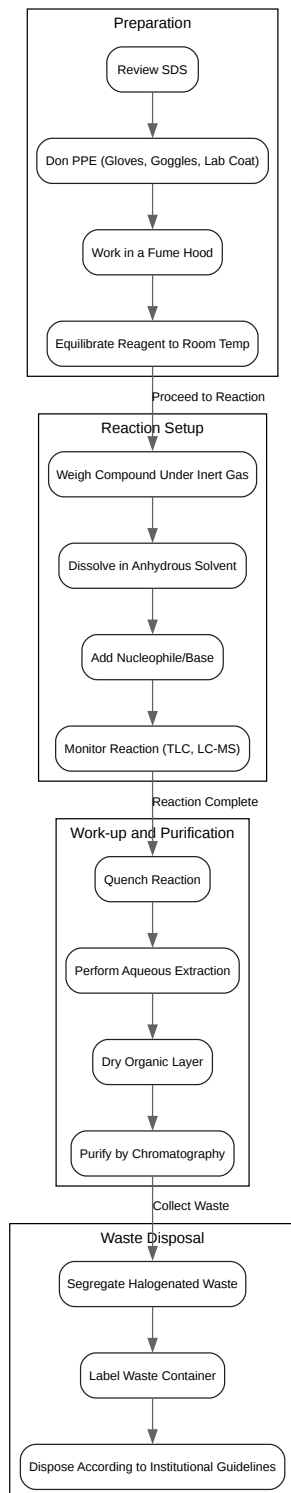 Preparation
Review SDS
Don PPE (Gloves, Goggles, Lab Coat)
Work in a Fume Hood
Equilibrate Reagent to Room Temp
Proceed to Reaction
Reaction Setup
Weigh Compound Under Inert Gas
Dissolve in Anhydrous Solvent
Add Nucleophile/Base
Monitor Reaction (TLC, LC-MS)
Reaction Complete
Work-up and Purification
Quench Reaction
Perform Aqueous Extraction
Dry Organic Layer
Purify by Chromatography
Collect Waste
Waste Disposal
Segregate Halogenated Waste
Label Waste Container
Dispose According to Institutional Guidelines